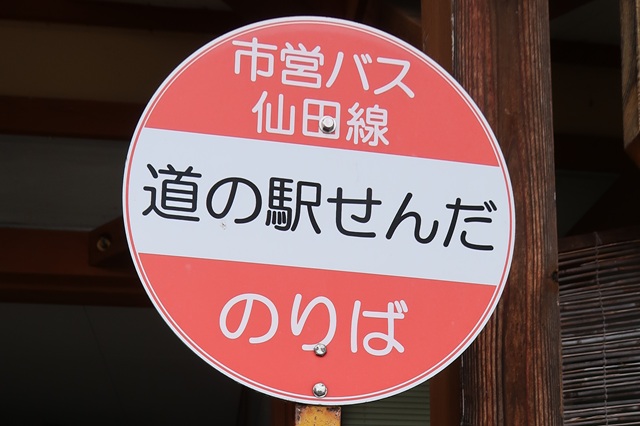 市営バス
仙田線
道の駅せんだ
のりば